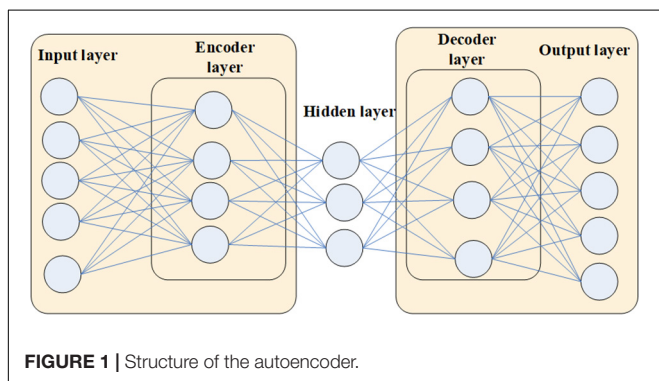 Input layer
Encoder
layer
Hidden layer
Decoder
layer
Output layer
FIGURE 1 | Structure of the autoencoder.